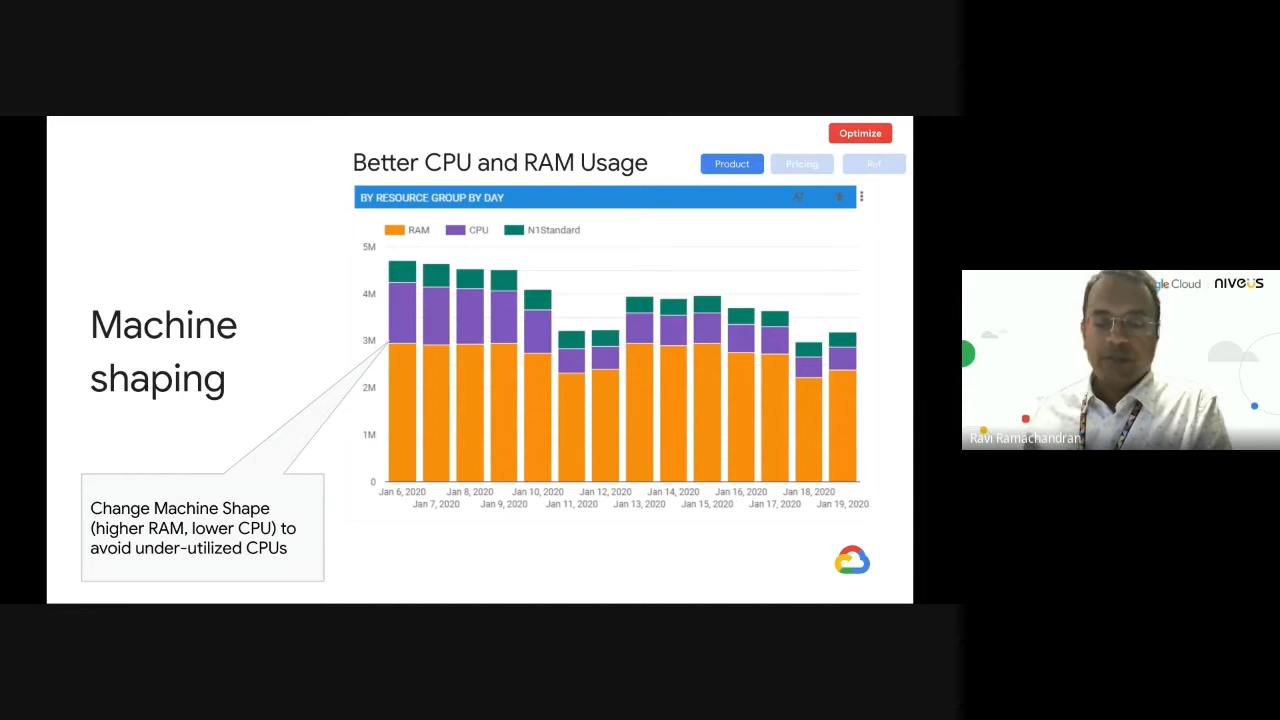 Optimize
Better CPU and RAM Usage
Product
Pricing
Ref
BY RESOURCE GROUP BY DAY
RAM
CPU
N1Standard
5M
4M
3M
2M
1M
0
Jan 6, 2020
Jan 8, 2020
Jan 10, 2020
Jan 12, 2020
Jan 14, 2020
Jan 16, 2020
Jan 18, 2020
Jan 7, 2020
Jan 9, 2020
Jan 11, 2020
Jan 13, 2020
Jan 15, 2020
Jan 17, 2020
Jan 19, 2020
Machine
shaping
Change Machine Shape
(higher RAM, lower CPU) to
avoid under-utilized CPUs
gle Cloud
niveus
Ravi Ramachandran